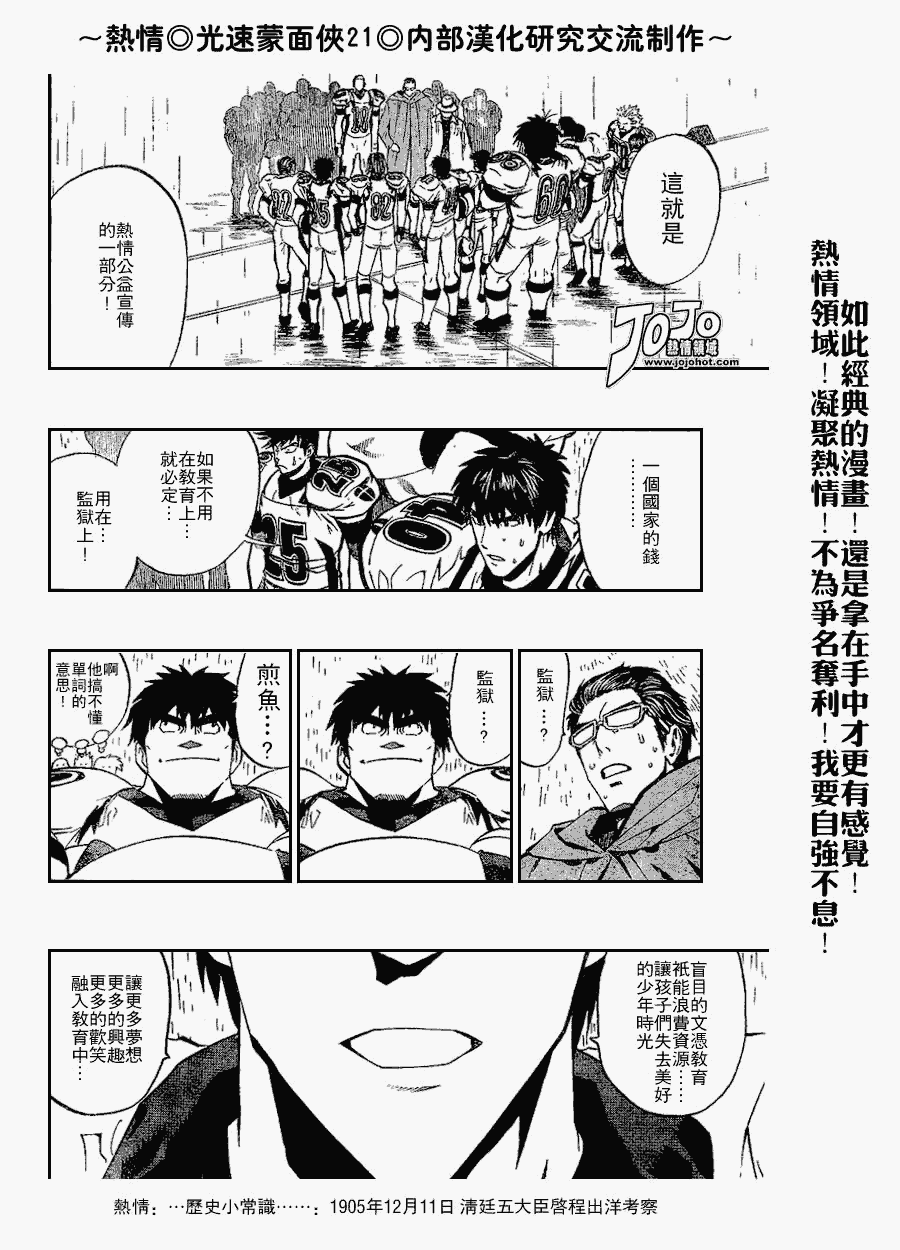 ～熱情◎光速蒙面俠21◎内部漢化研究交流制作～
這就是
熱情公益宣傳
的一部分！
JOJO
熱情領域
www.jojohot.com
如此經典的漫畫！還是拿在手中才更有感覺！
熱情領域！凝聚熱情！不為爭名奪利！我要自強不息！
一個國家的錢
…………
如果不用
在教育上…
就必定…
用在…
監獄上！
監獄…？
監獄…？
煎魚…？
啊
他搞不懂
單詞的
意思！
盲目的文憑教育
衹能浪費資源……
讓孩子們失去美好
的少年時光
讓更多夢想
更多的興趣
更多的歡笑
融入教育中…
熱情：…歷史小常識……：1905年12月11日 清廷五大臣啓程出洋考察